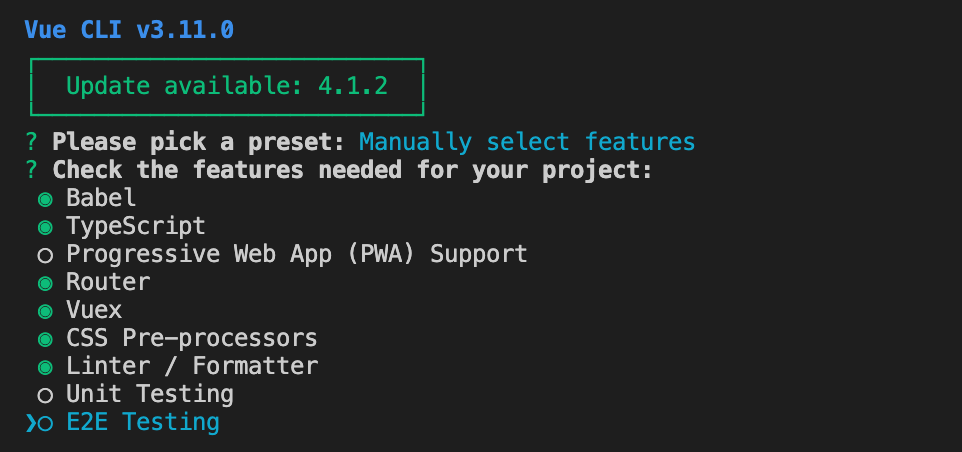 Vue CLI v3.11.0
Update available: 4.1.2
? Please pick a preset: Manually select features
? Check the features needed for your project:
◉ Babel
◉ TypeScript
◯ Progressive Web App (PWA) Support
◉ Router
◉ Vuex
◉ CSS Pre-processors
◉ Linter / Formatter
◯ Unit Testing
❯◯ E2E Testing